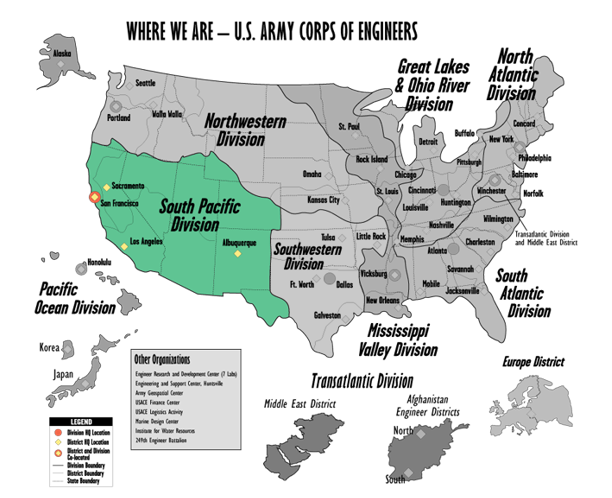 WHERE WE ARE – U.S. ARMY CORPS OF ENGINEERS
Alaska
Seattle
Portland
Walla Walla
Northwestern
Division
Great Lakes
& Ohio River
Division
North
Atlantic
Division
St. Paul
Detroit
Buffalo
Concord
New York
Rock Island
Chicago
Pittsburgh
Philadelphia
Baltimore
Omaha
Kansas City
St. Louis
Cincinnati
Louisville
Huntington
Winchester
Norfolk
Nashville
Wilmington
Transatlantic Division
and Middle East District
Sacramento
San Francisco
South Pacific
Division
Los Angeles
Albuquerque
Southwestern
Division
Tulsa
Little Rock
Memphis
Atlanta
Charleston
Ft. Worth
Dallas
Vicksburg
Savannah
Mobile
Jacksonville
Galveston
New Orleans
South
Atlantic
Division
Mississippi
Valley Division
Honolulu
Pacific
Ocean Division
Korea
Japan
Other Organizations
Engineer Research and Development Center (7 Labs)
Engineering and Support Center, Huntsville
Army Geospatial Center
USACE Finance Center
USACE Logistics Activity
Marine Design Center
Institute for Water Resources
249th Engineer Battalion
Transatlantic Division
Middle East District
Afghanistan
Engineer Districts
North
South
Europe District
LEGEND
Division HQ Location
District HQ Location
District and Division
Co-located
Division Boundary
District Boundary
State Boundary